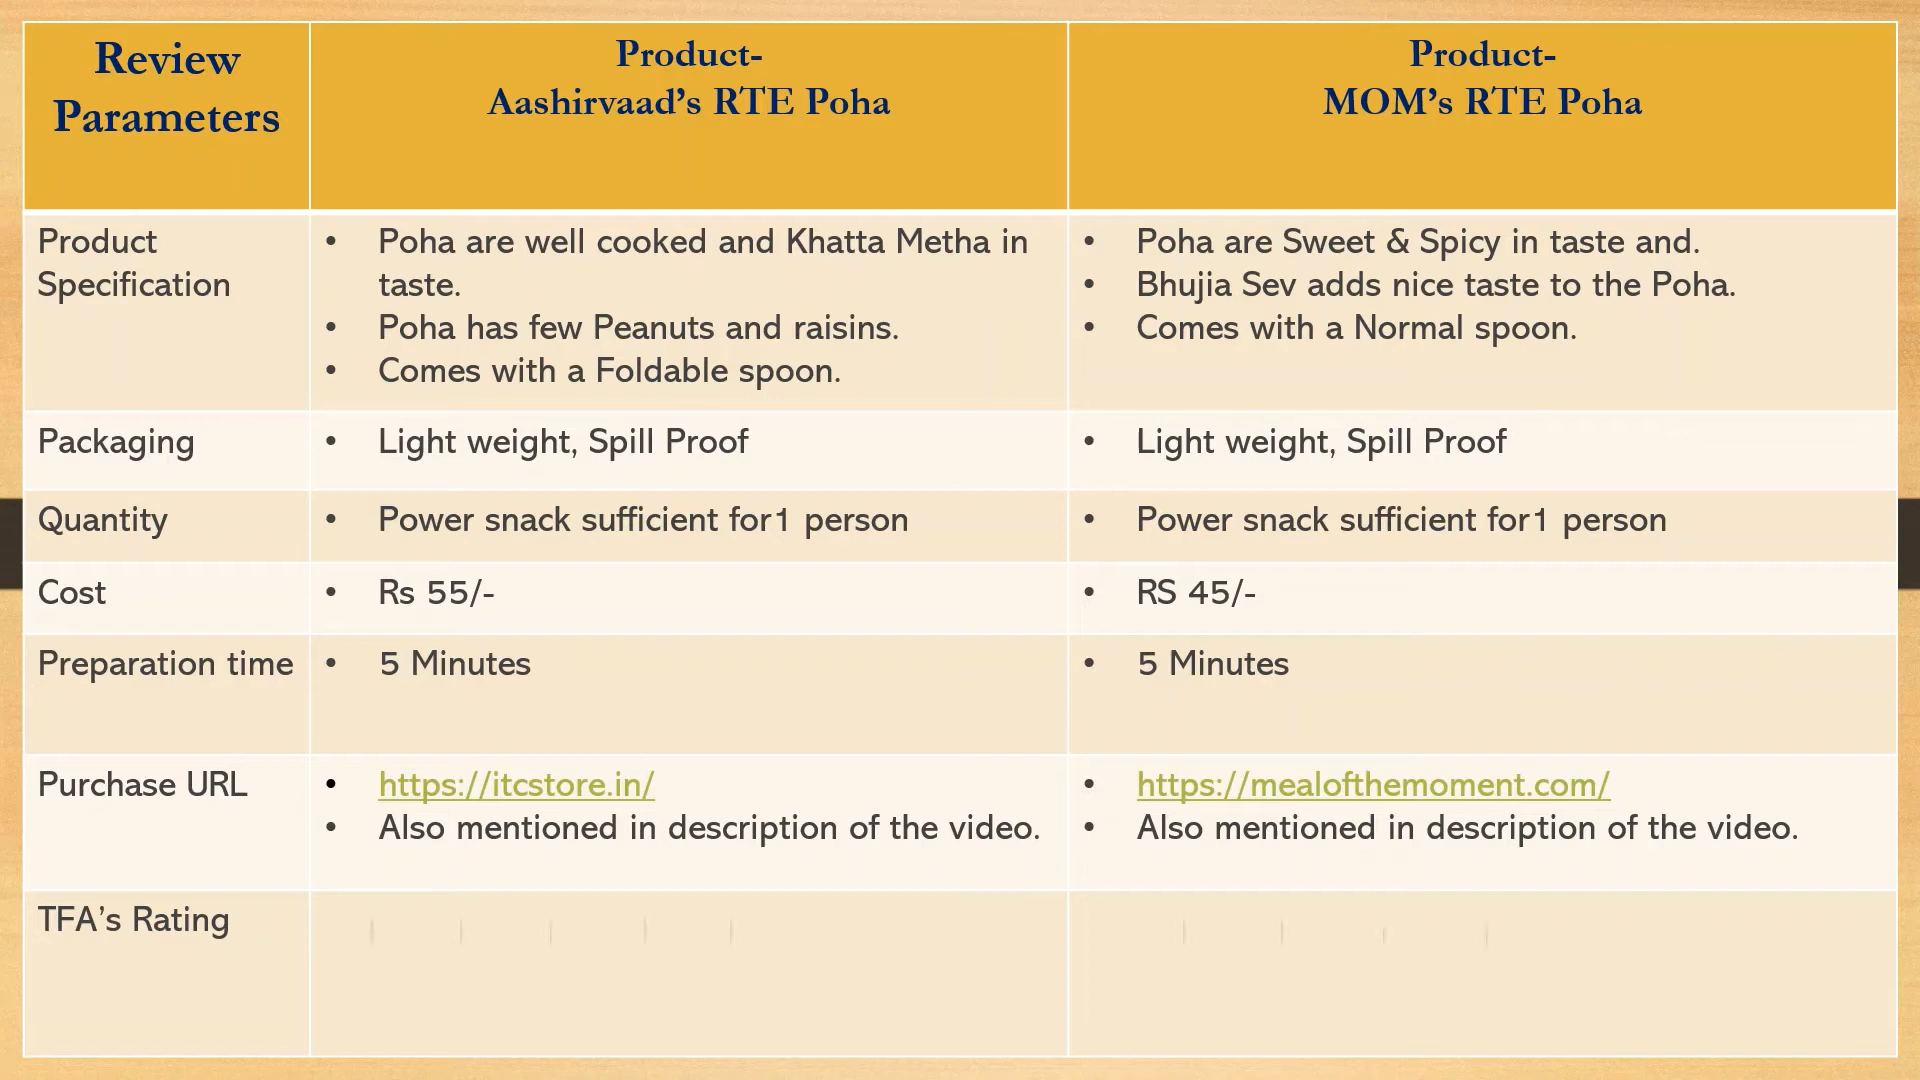 Review
Parameters
Product-
Aashirvaad’s RTE Poha
Product-
MOM’s RTE Poha
Product
Specification
• Poha are well cooked and Khatta Metha in
taste.
• Poha has few Peanuts and raisins.
• Comes with a Foldable spoon.
• Poha are Sweet & Spicy in taste and.
• Bhujia Sev adds nice taste to the Poha.
• Comes with a Normal spoon.
Packaging
• Light weight, Spill Proof
• Light weight, Spill Proof
Quantity
• Power snack sufficient for1 person
• Power snack sufficient for1 person
Cost
• Rs 55/-
• RS 45/-
Preparation time
• 5 Minutes
• 5 Minutes
Purchase URL
• https://itcstore.in/
• Also mentioned in description of the video.
• https://mealofthemoment.com/
• Also mentioned in description of the video.
TFA’s Rating